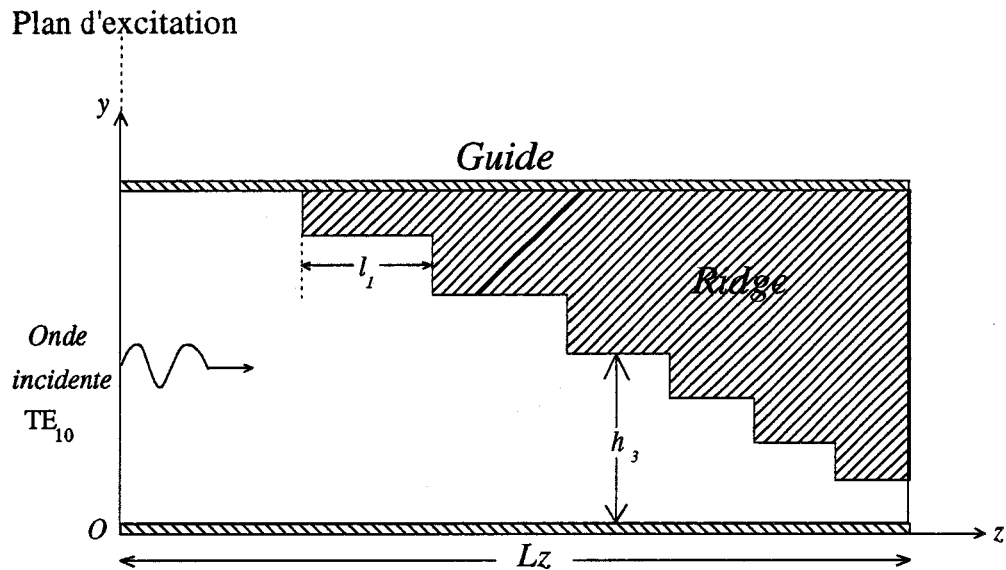 Plan d'excitation
y
Guide
l1
Ridge
Onde
incidente
TE10
h3
O
z
Lz